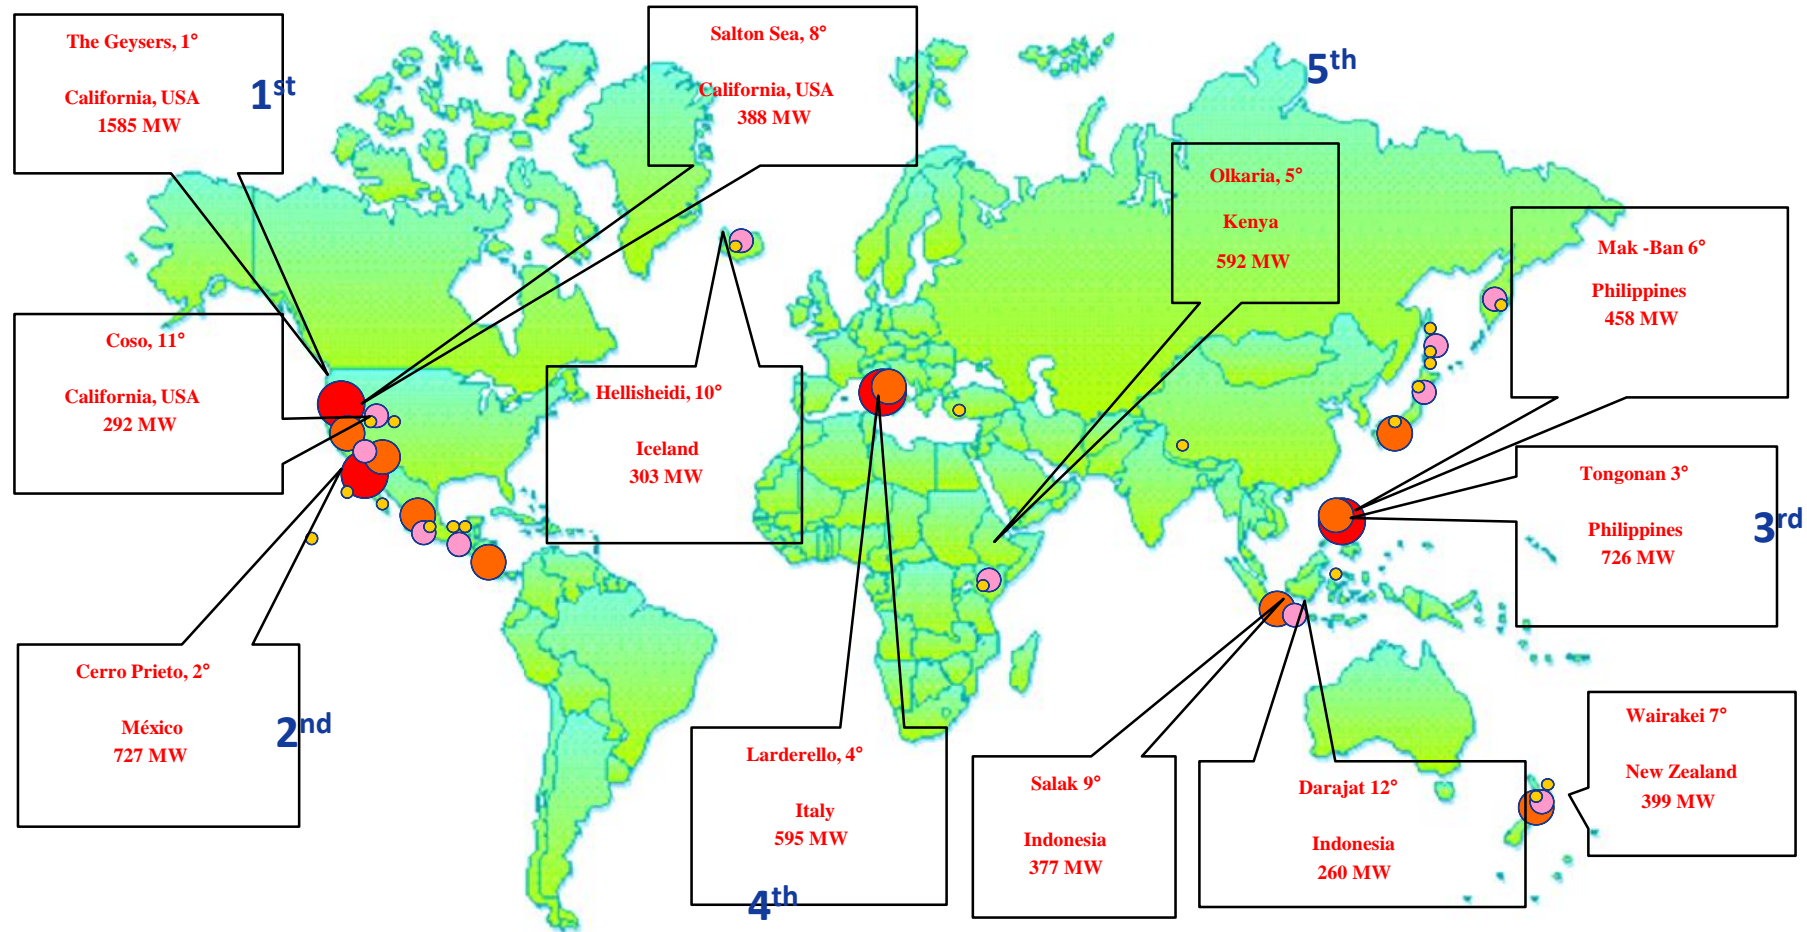 The Geysers, 1°
California, USA
1585 MW
1st
Salton Sea, 8°
California, USA
388 MW
5th
Olkaria, 5°
Kenya
592 MW
Mak -Ban 6°
Philippines
458 MW
Coso, 11°
California, USA
292 MW
Hellisheidi, 10°
Iceland
303 MW
Tongonan 3°
Philippines
726 MW
3rd
Cerro Prieto, 2°
México
727 MW
2nd
Larderello, 4°
Italy
595 MW
4th
Salak 9°
Indonesia
377 MW
Darajat 12°
Indonesia
260 MW
Wairakei 7°
New Zealand
399 MW